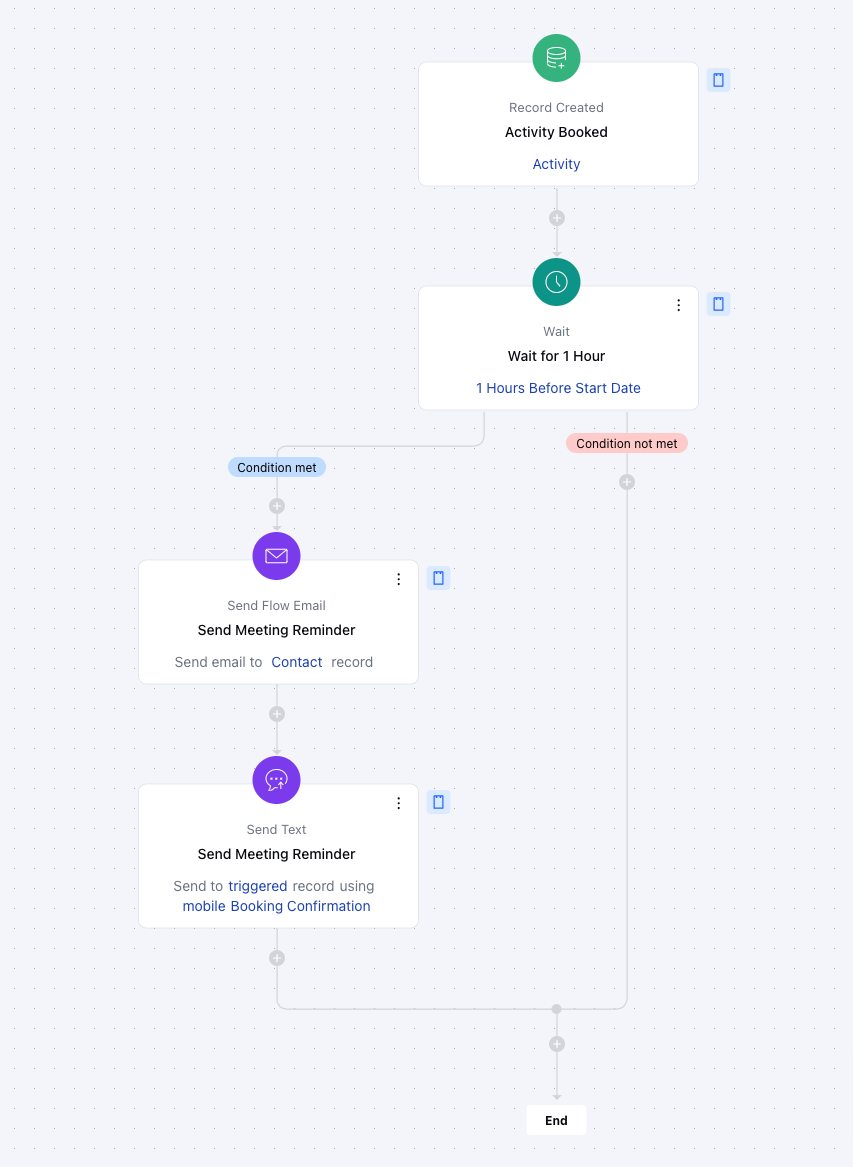 Record Created
Activity Booked
Activity
Wait
Wait for 1 Hour
1 Hours Before Start Date
Condition not met
Condition met
Send Flow Email
Send Meeting Reminder
Send email to Contact record
Send Text
Send Meeting Reminder
Send to triggered record using
mobile Booking Confirmation
End